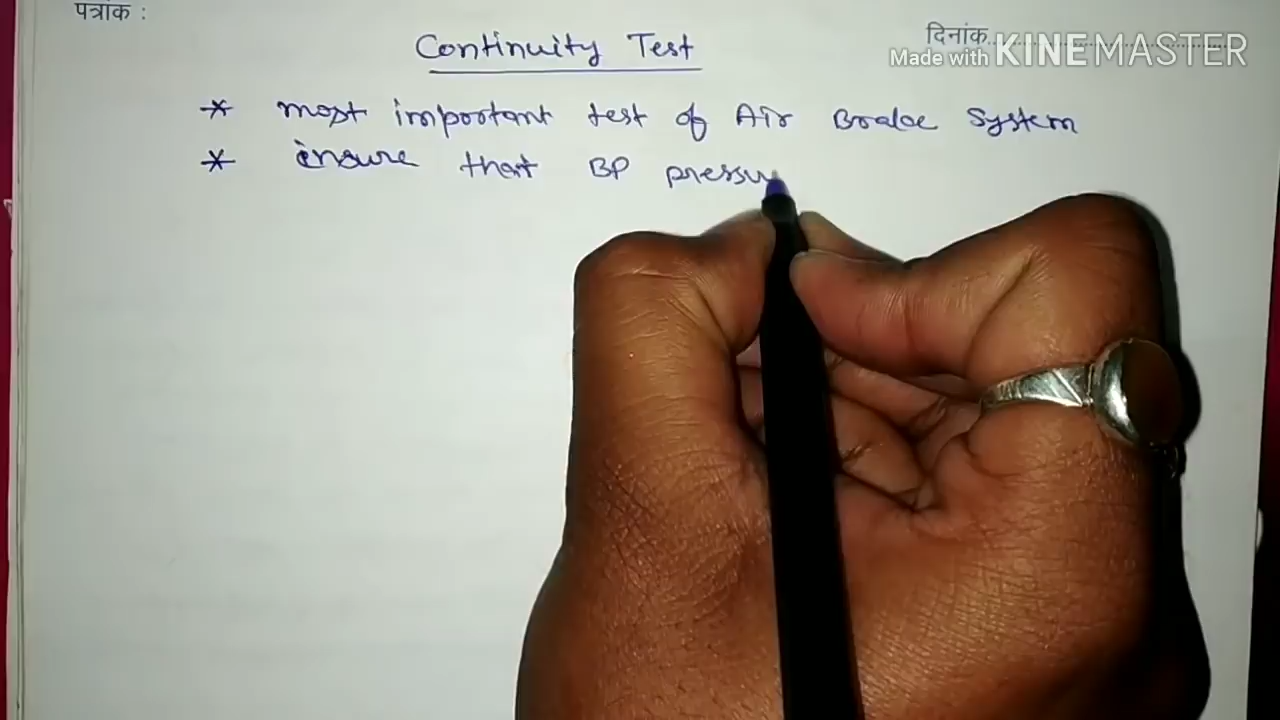 पत्रांक :
दिनांक
Made with KINEMASTER
Continuity Test
* most important test of Air Brake System
* ensure that BP pressu